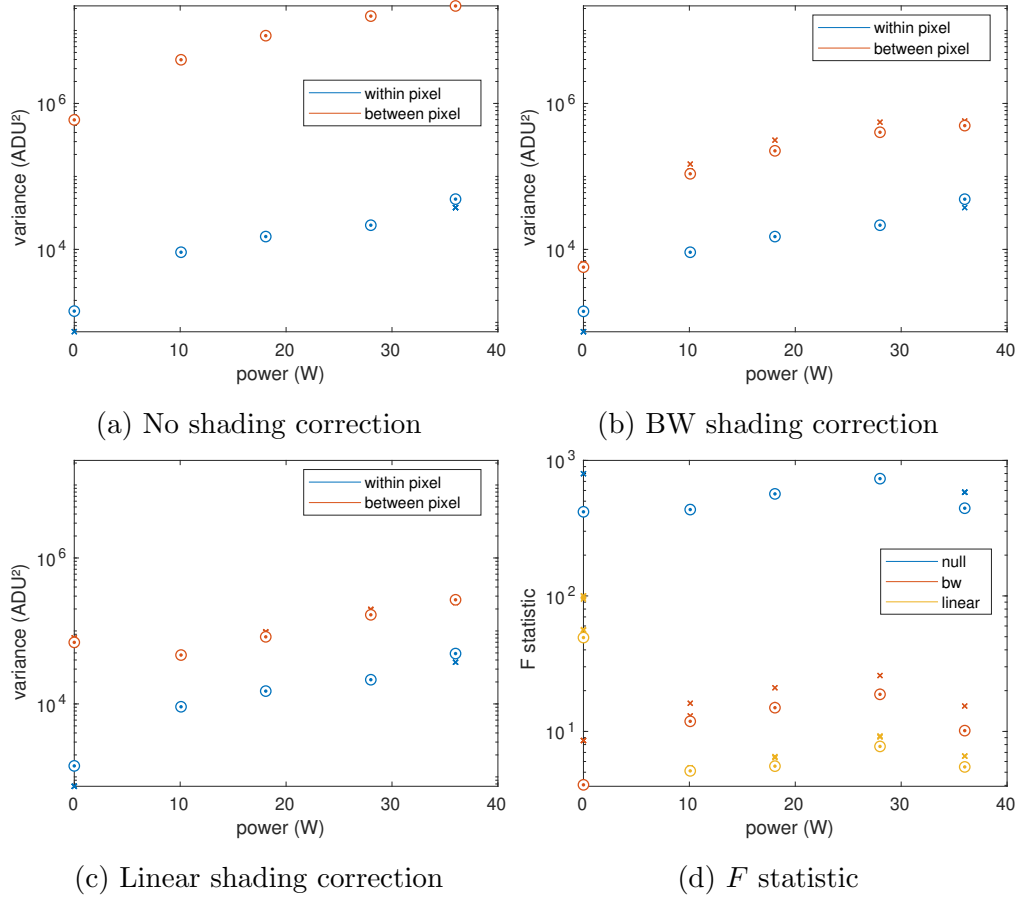 variance (ADU²)
10⁶
10⁴
within pixel
between pixel
0 10 20 30 40
power (W)
(a) No shading correction
variance (ADU²)
10⁶
10⁴
within pixel
between pixel
0 10 20 30 40
power (W)
(b) BW shading correction
variance (ADU²)
10⁶
10⁴
within pixel
between pixel
0 10 20 30 40
power (W)
(c) Linear shading correction
F statistic
10³
10²
10¹
null
bw
linear
0 10 20 30 40
power (W)
(d) F statistic